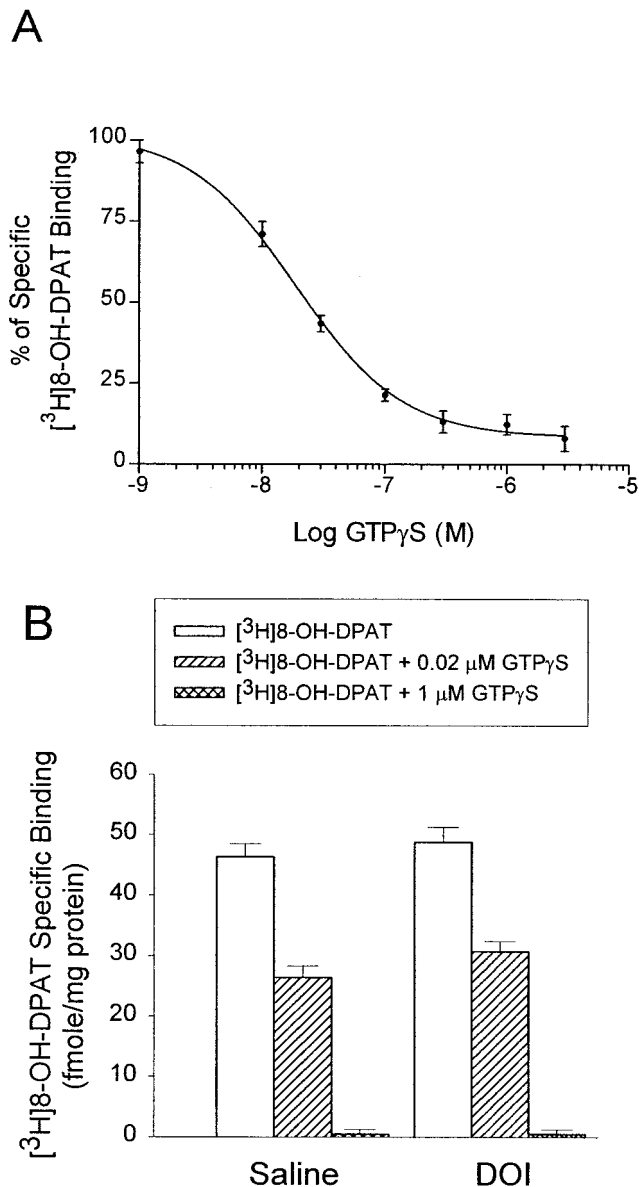 A
% of Specific
[³H]8-OH-DPAT Binding
100
75
50
25
0
-9
-8
-7
-6
-5
Log GTPγS (M)
B
[³H]8-OH-DPAT
[³H]8-OH-DPAT + 0.02 μM GTPγS
[³H]8-OH-DPAT + 1 μM GTPγS
[³H]8-OH-DPAT Specific Binding
(fmole/mg protein)
60
50
40
30
20
10
0
Saline
DOI